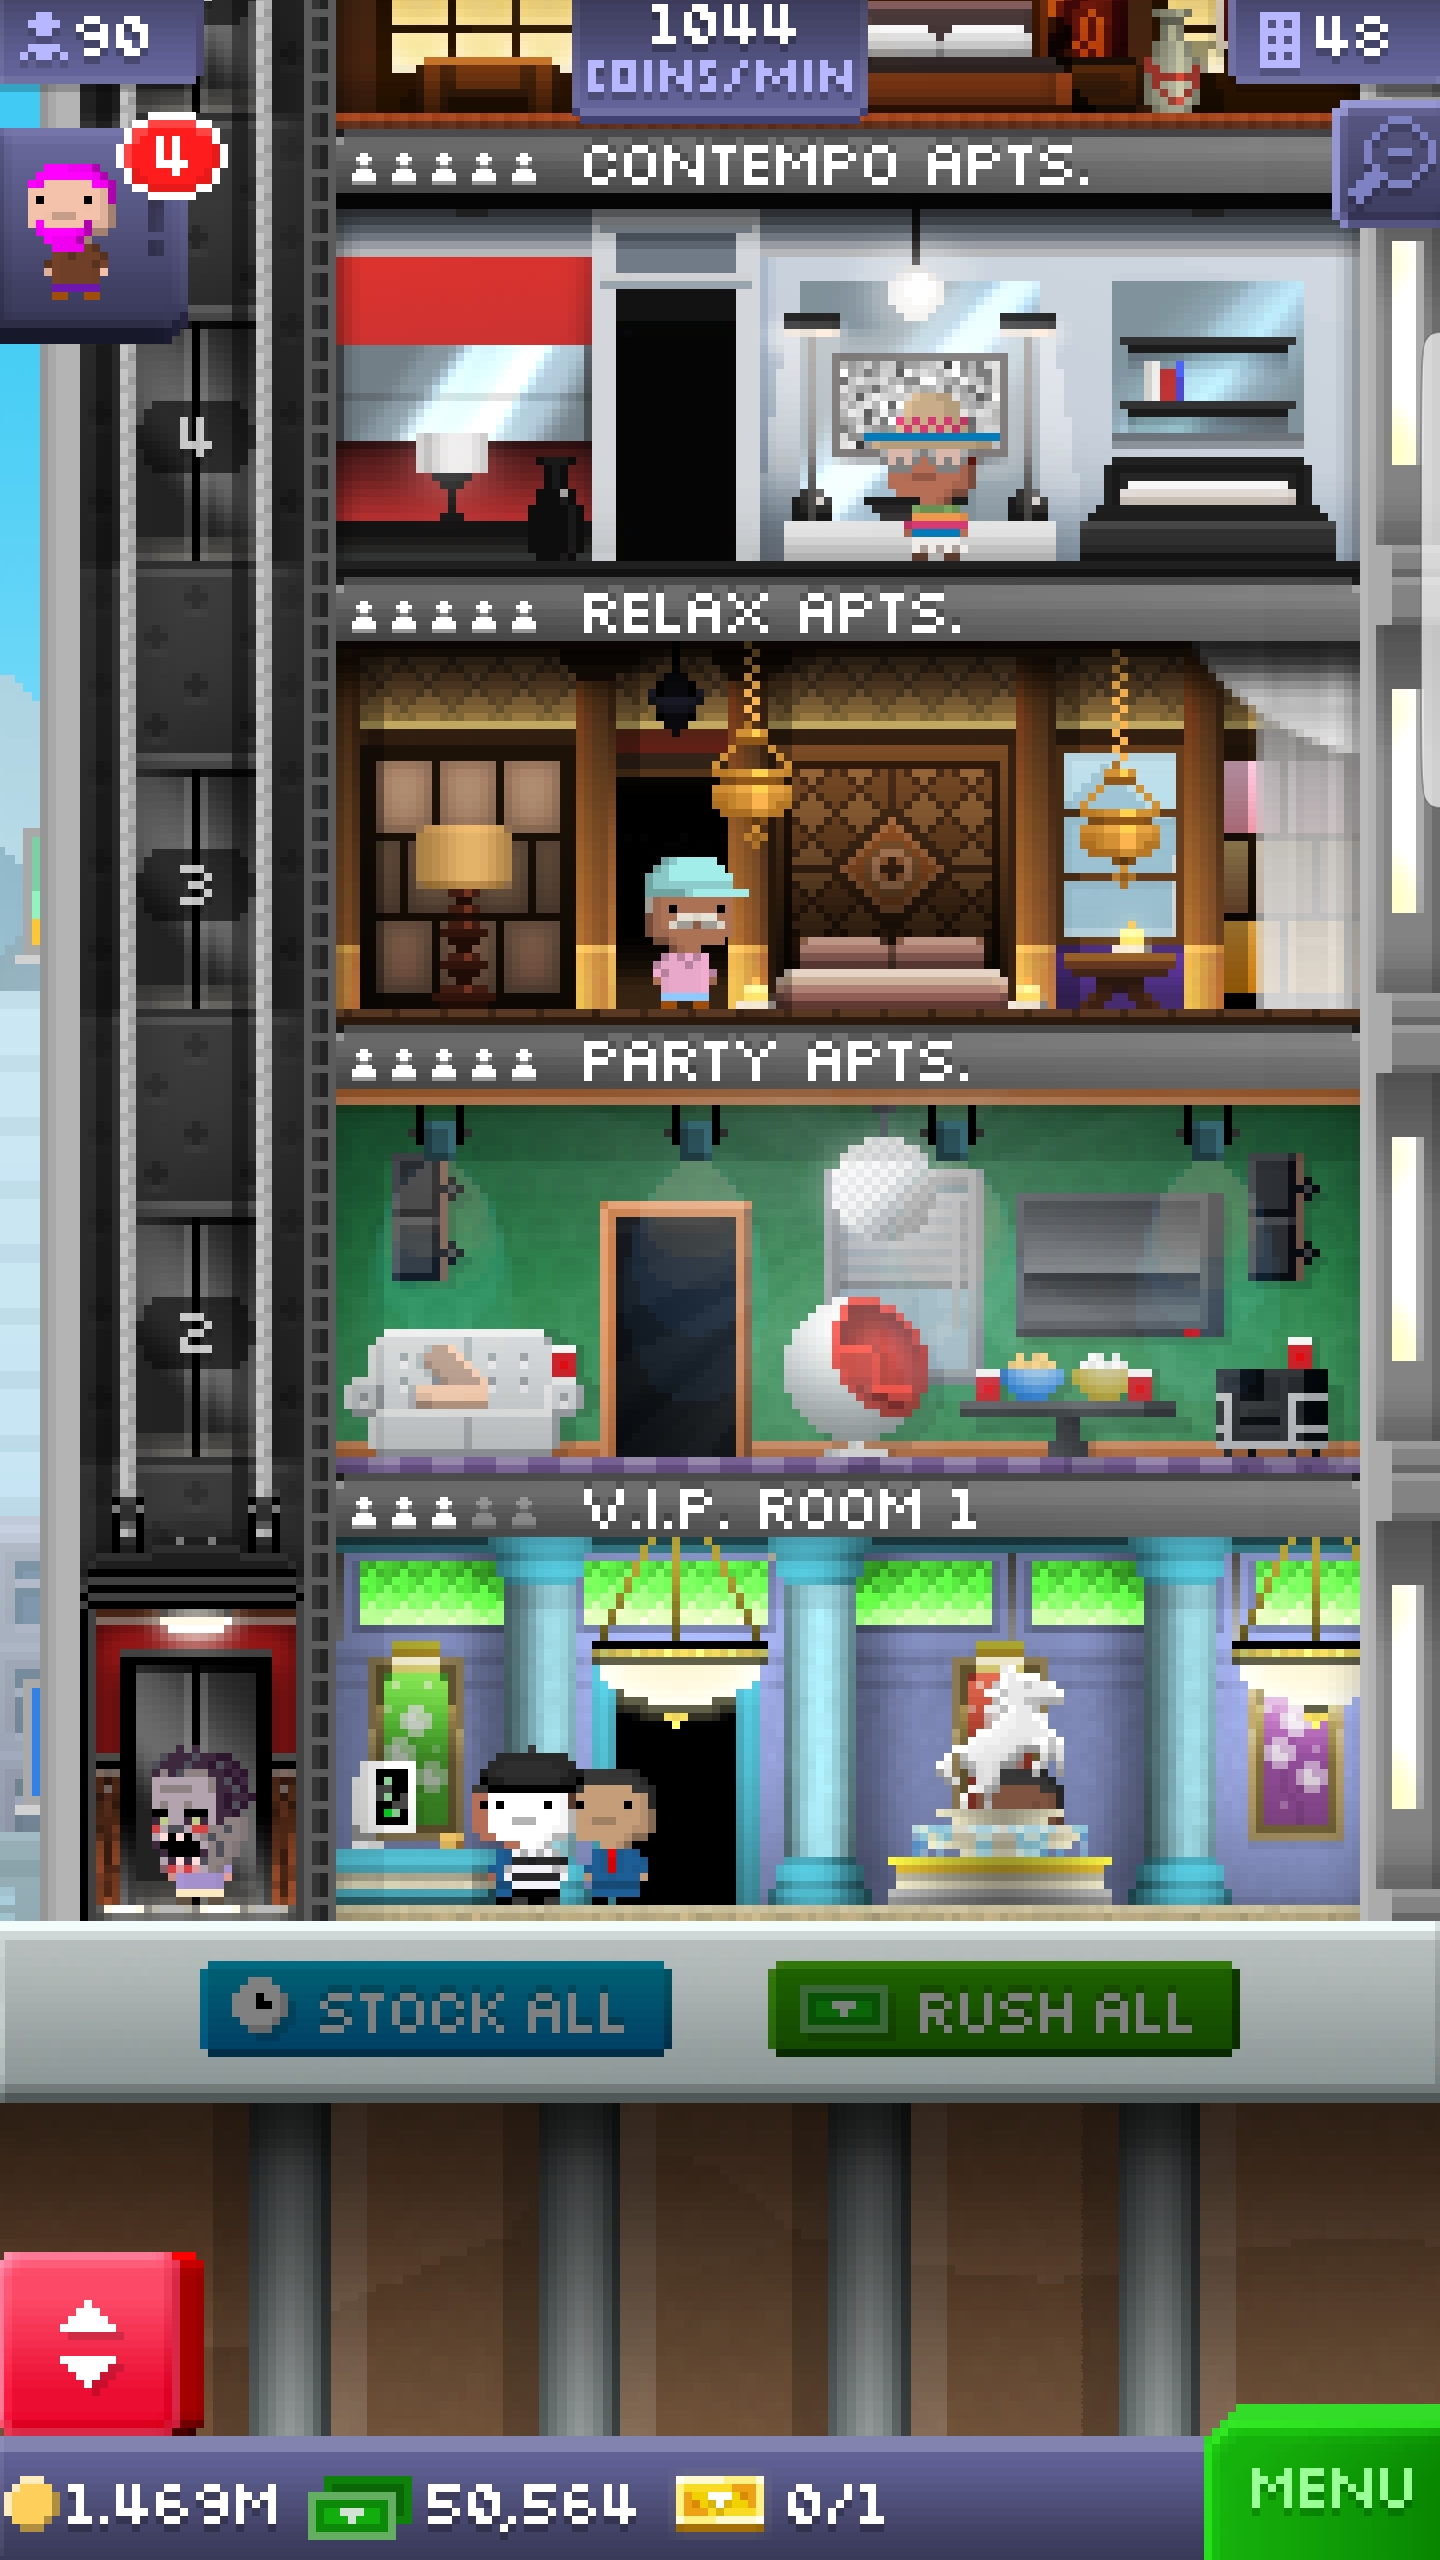 90
1044
COINS/MIN
48
4
CONTEMPO APTS.
4
RELAX APTS.
3
PARTY APTS.
2
V.I.P. ROOM 1
STOCK ALL
RUSH ALL
1.469M
50,564
0/1
MENU